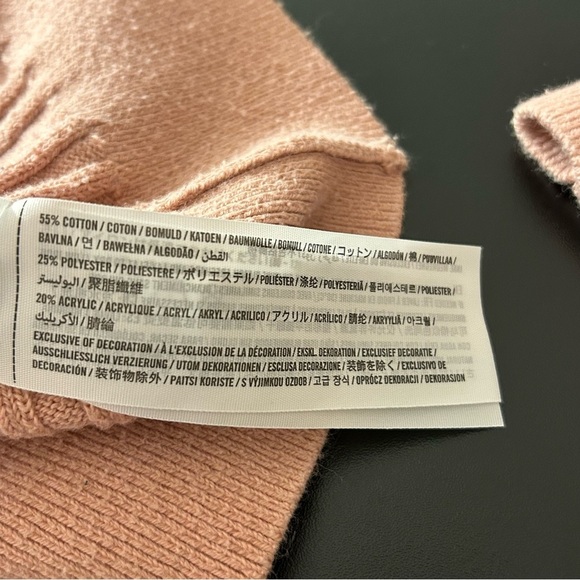 55% COTTON / COTON / BOMULD / KATOEN / BAUMWOLLE / BOMULL / COTONE / コットン / ALGODÓN / 棉 / PUUVILLAA /
BAVLNA / 면 / BAWEŁNA / ALGODÃO / القطن
25% POLYESTER / POLIESTERE / ポリエステル / POLIÉSTER / 涤纶 / POLYESTERIÄ / 폴리에스테르 / POLIESTER /
البوليستر / 聚脂纖維
20% ACRYLIC / ACRYLIQUE / ACRYL / AKRYL / ACRILICO / アクリル / ACRÍLICO / 腈纶 / AKRYYLIÄ / 아크릴 /
الأكريليك / 腈綸
EXCLUSIVE OF DECORATION / À L'EXCLUSION DE LA DÉCORATION / EKSKL. DEKORATION / EXCLUSIEF DECORATIE /
AUSSCHLIESSLICH VERZIERUNG / UTOM DEKORATIONEN / ESCLUSA DECORAZIONE / 装飾を除く / EXCLUSIVO DE
DECORACIÓN / 装饰物除外 / PAITSI KORISTE / S VÝJIMKOU OZDOB / 고급 장식 / OPRÓCZ DEKORACJI / DEKORASION